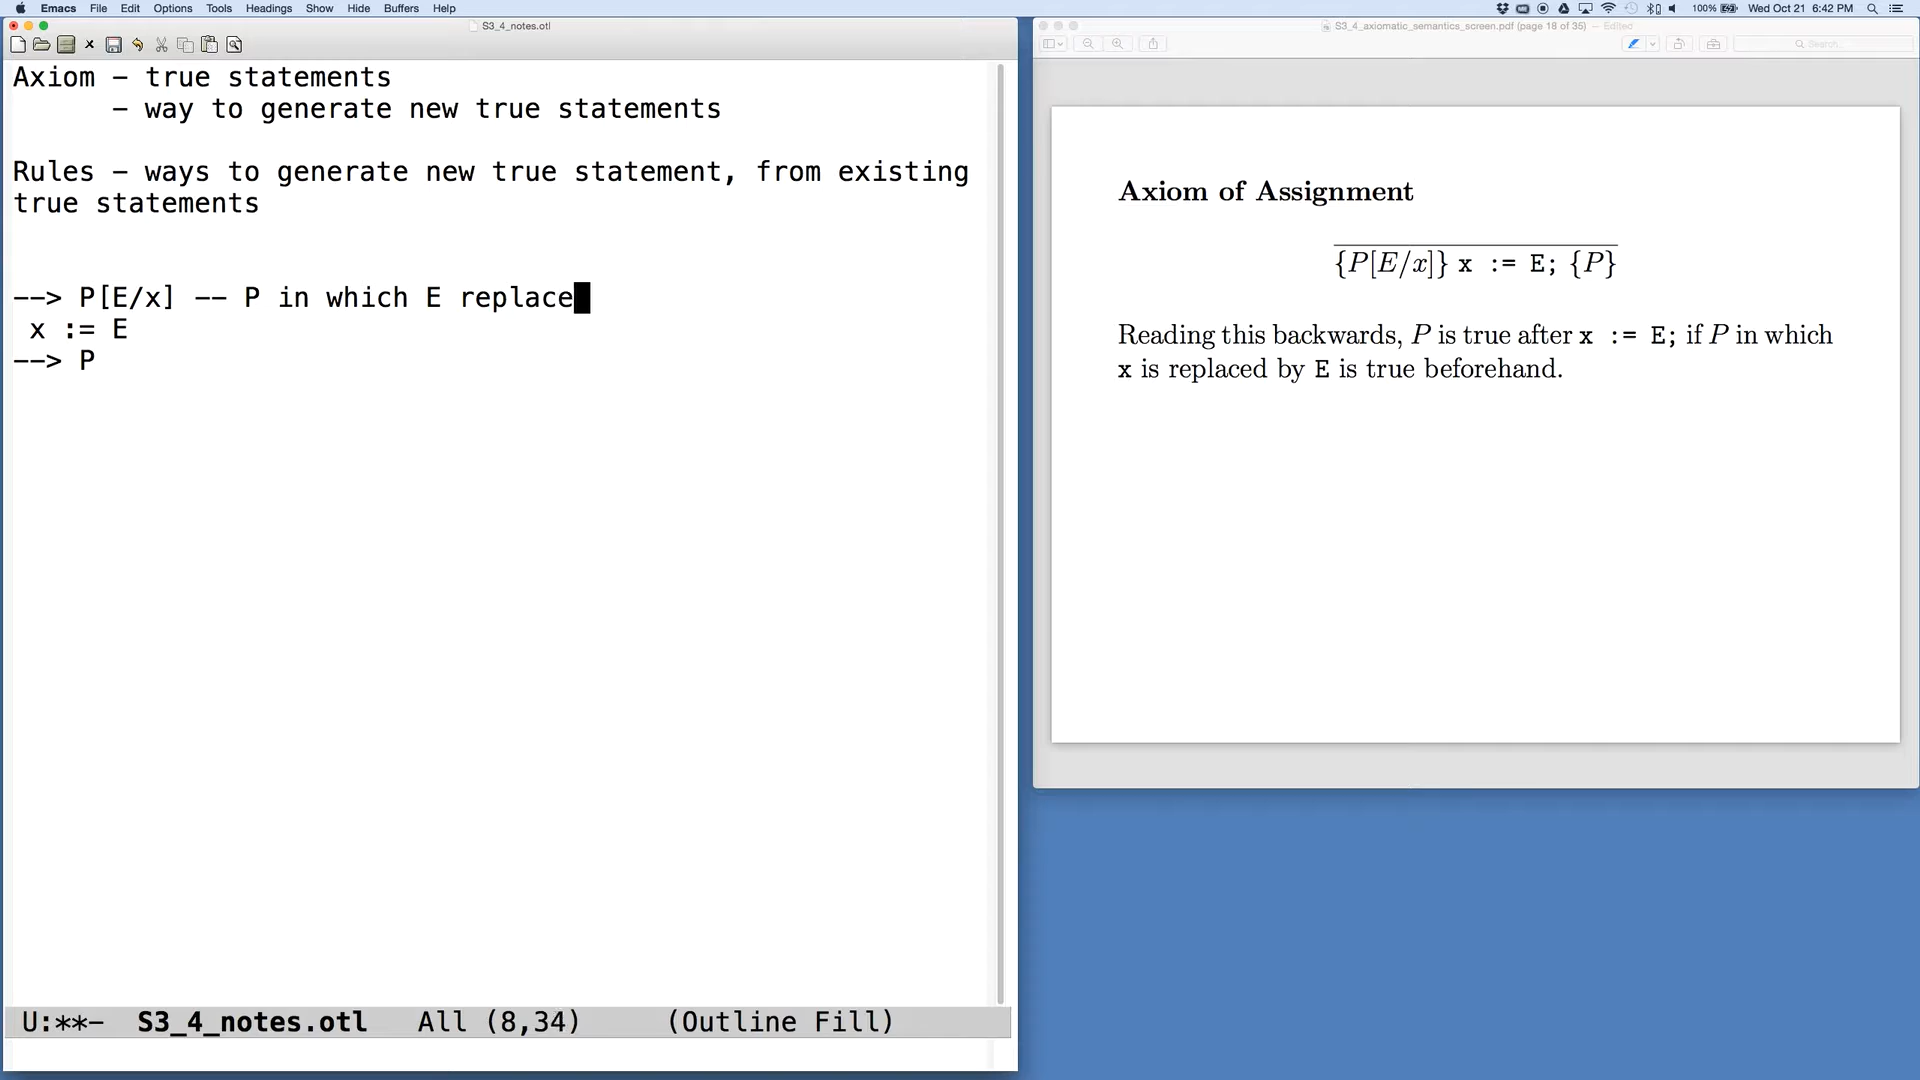 Emacs File Edit Options Tools Headings Show Hide Buffers Help
100% Wed Oct 21 6:42 PM
S3_4_notes.otl
S3_4_axiomatic_semantics_screen.pdf (page 18 of 35) — Edited
Search...
Axiom – true statements
– way to generate new true statements
Rules – ways to generate new true statement, from existing
true statements
--> P[E/x] -- P in which E replace
x := E
--> P
U:**– S3_4_notes.otl All (8,34) (Outline Fill)
Axiom of Assignment
{P[E/x]} x := E; {P}
Reading this backwards, P is true after x := E; if P in which
x is replaced by E is true beforehand.